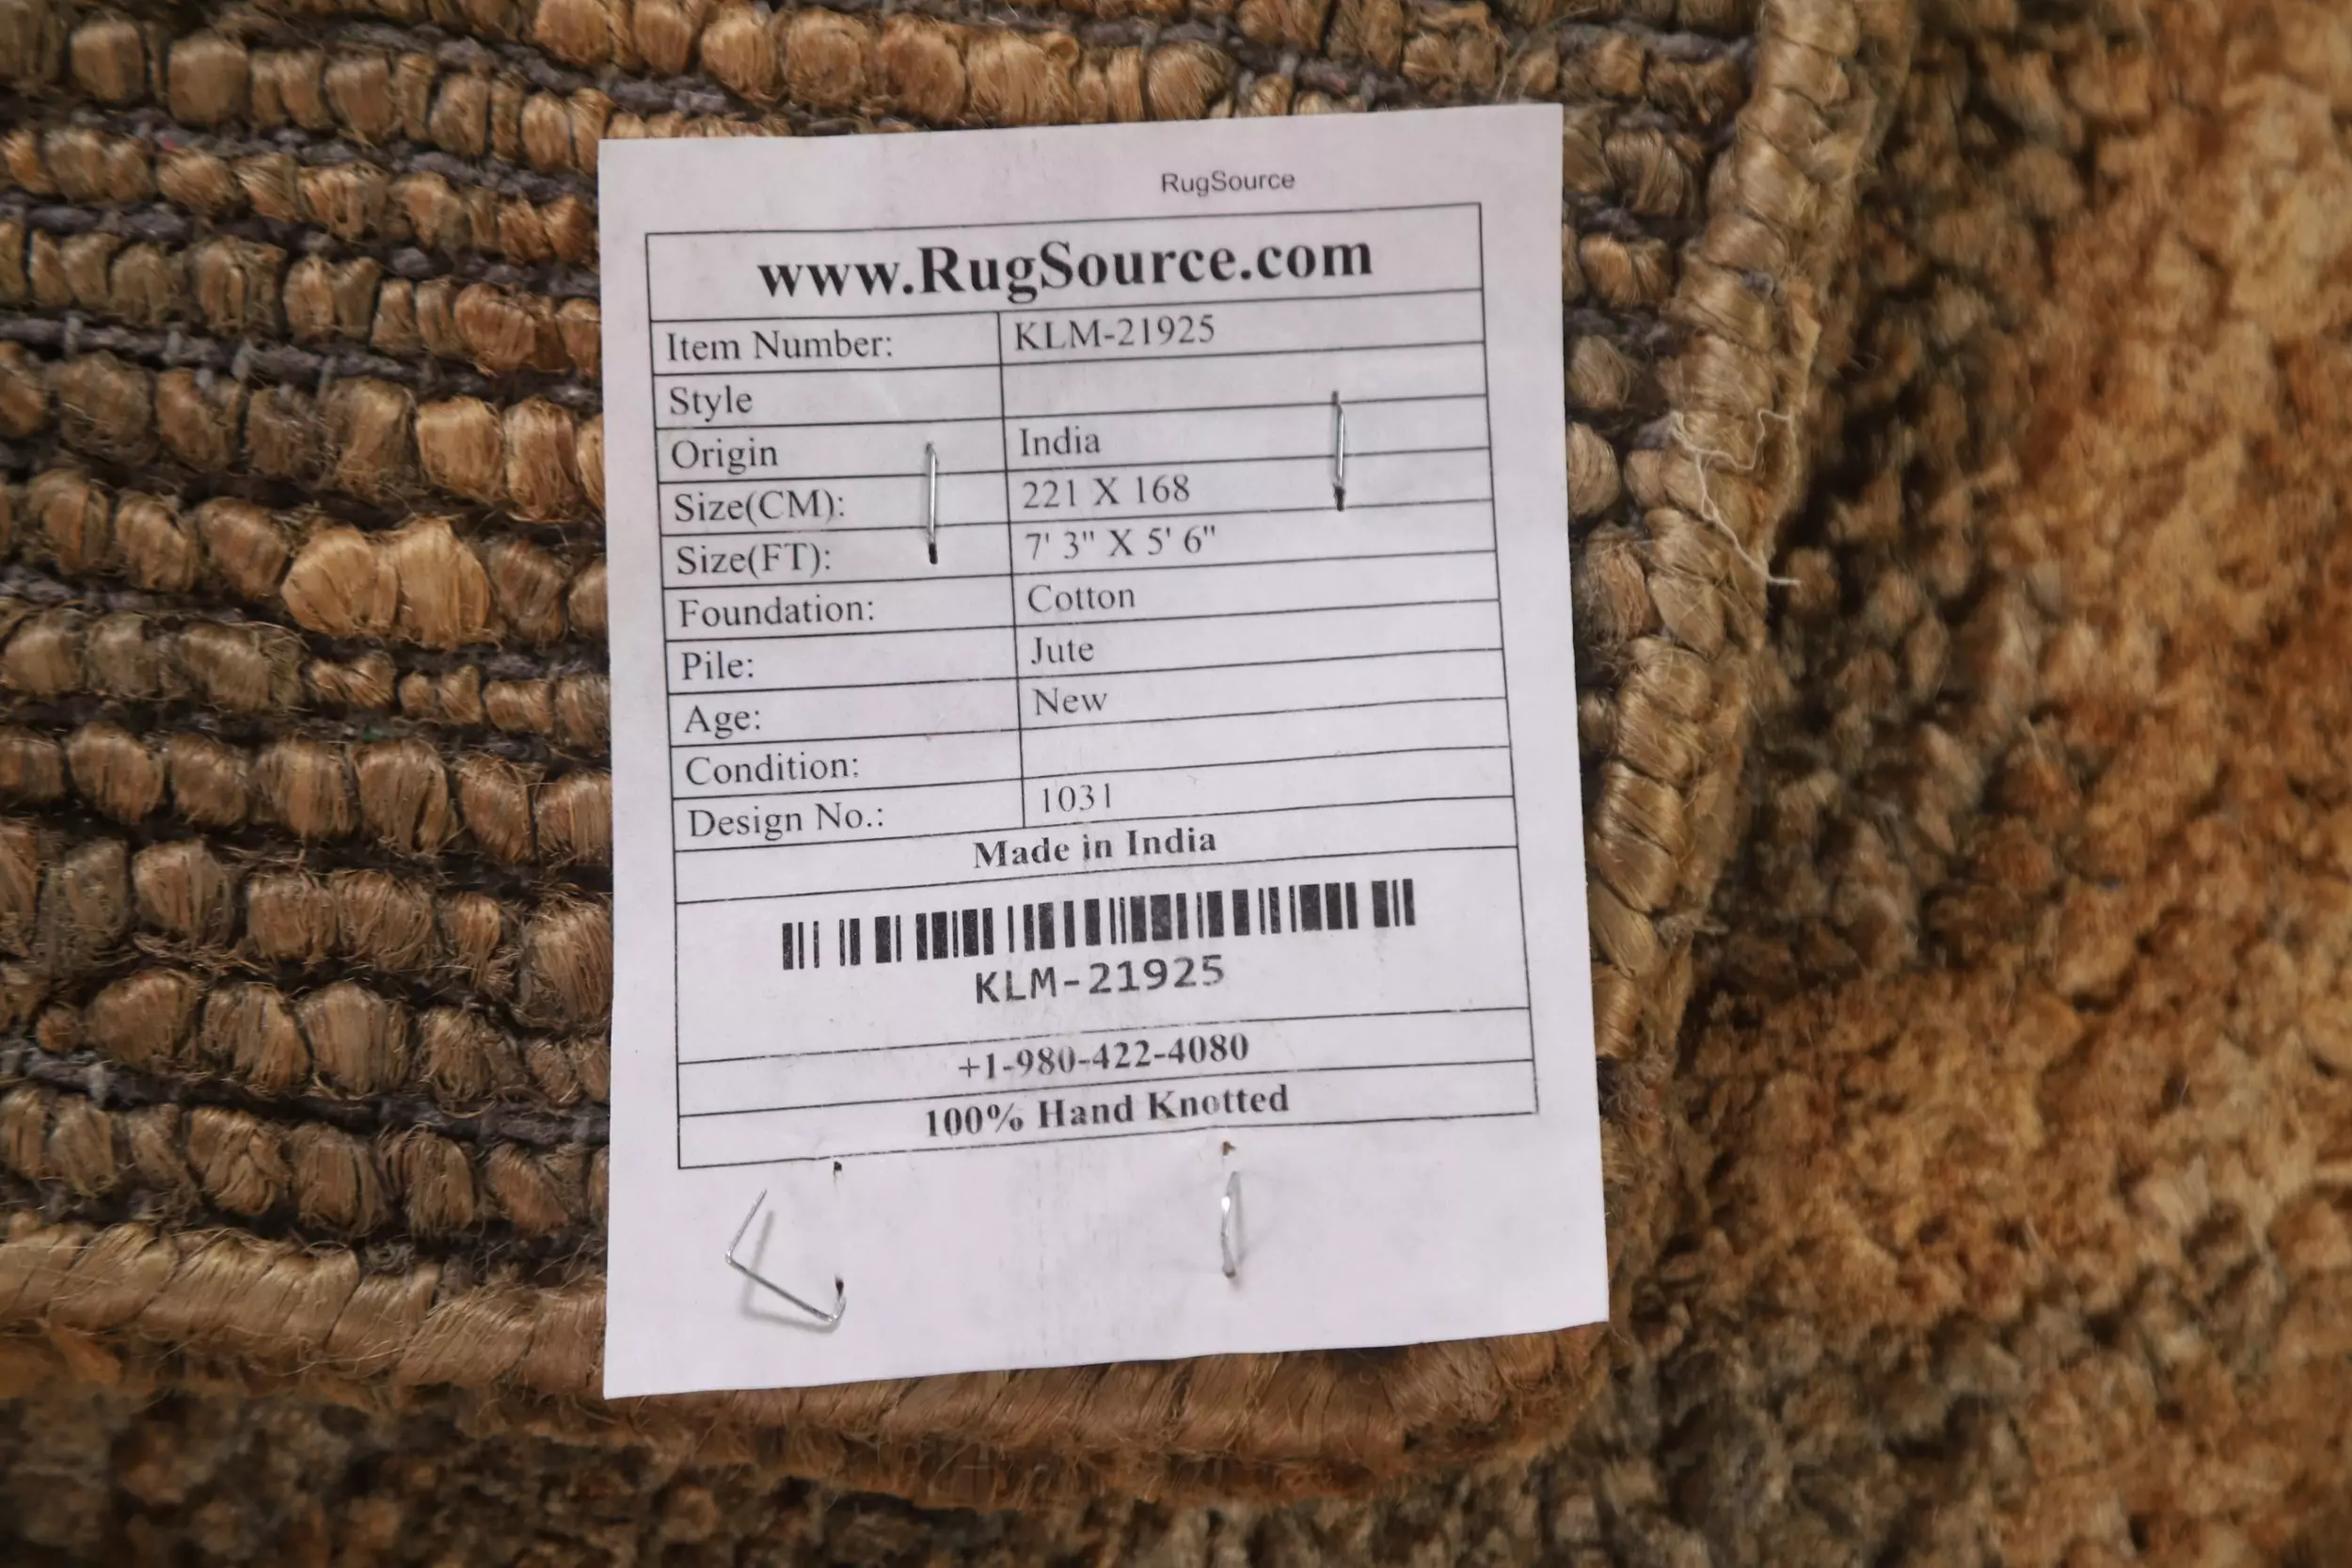 RugSource
www.RugSource.com
Item Number: KLM-21925
Style
Origin India
Size(CM): 221 X 168
Size(FT): 7' 3" X 5' 6"
Foundation: Cotton
Pile: Jute
Age: New
Condition:
Design No.: 1031
Made in India
KLM-21925
+1-980-422-4080
100% Hand Knotted